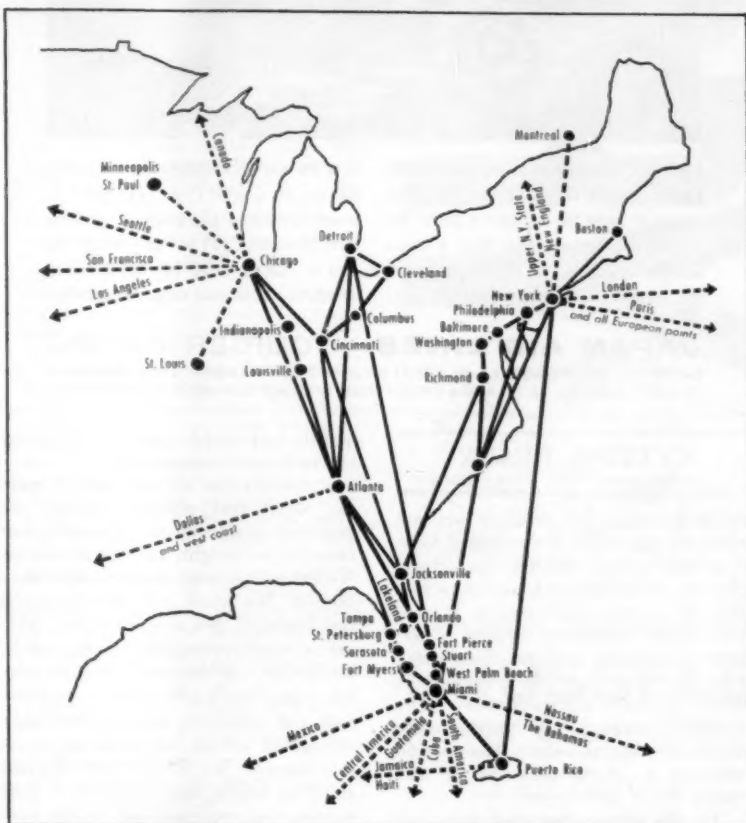 Canada
Montreal
Minneapolis
St. Paul
Upper N.Y. State
New England
Seattle
Detroit
Boston
San Francisco
Chicago
Cleveland
Los Angeles
New York
London
Philadelphia
Paris
and all European points
Columbus
Indianapolis
Baltimore
Cincinnati
Washington
St. Louis
Louisville
Richmond
Atlanta
Dallas
and west coast
Jacksonville
Lakeland
Tampa
Orlando
St. Petersburg
Sarasota
Fort Pierce
Stuart
Fort Myers
West Palm Beach
Miami
Mexico
Central America
Guatemala
Cuba
South America
Nassau
The Bahamas
Jamaica
Haiti
Puerto Rico